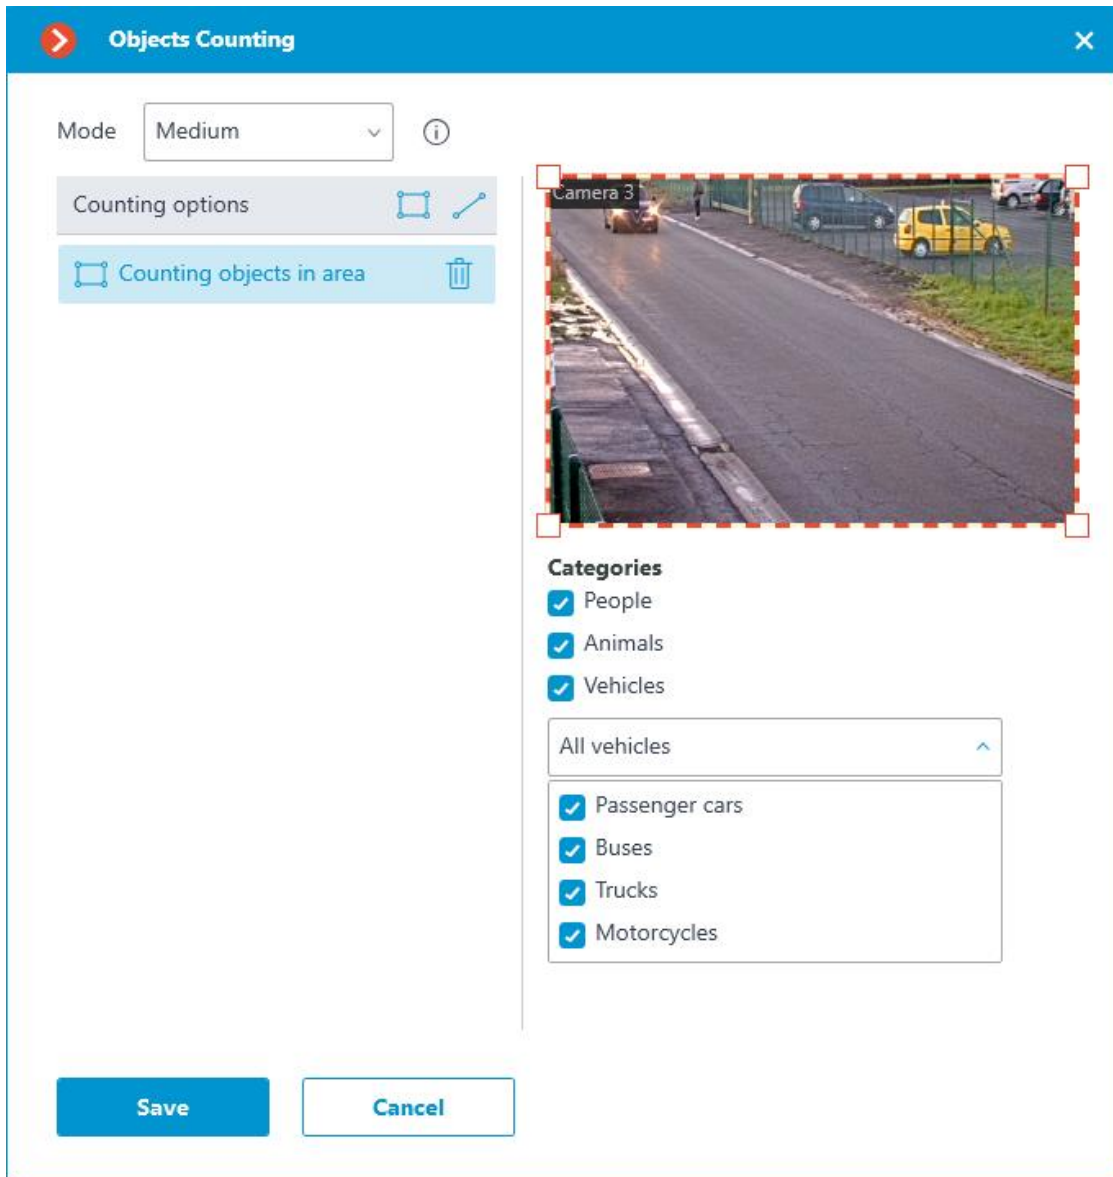 Objects Counting
Mode Medium
Counting options
Counting objects in area
Camera 3
Categories
People
Animals
Vehicles
All vehicles
Passenger cars
Buses
Trucks
Motorcycles
Save Cancel